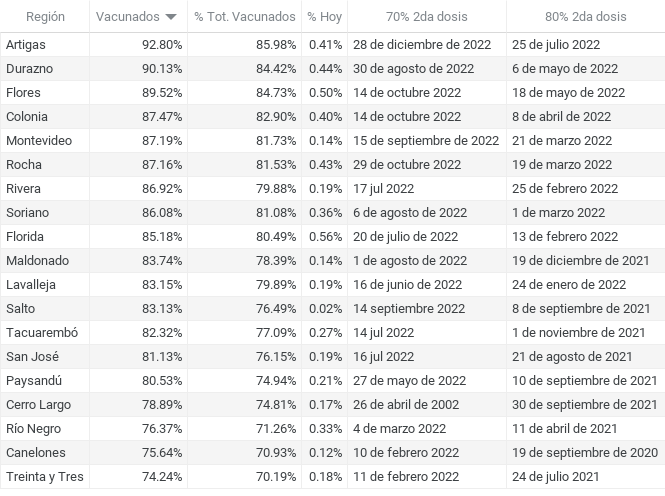 Región Vacunados % Tot. Vacunados % Hoy 70% 2da dosis 80% 2da dosis
Artigas 92.80% 85.98% 0.41% 28 de diciembre de 2022 25 de julio 2022
Durazno 90.13% 84.42% 0.44% 30 de agosto de 2022 6 de mayo de 2022
Flores 89.52% 84.73% 0.50% 14 de octubre 2022 18 de mayo de 2022
Colonia 87.47% 82.90% 0.40% 14 de octubre 2022 8 de abril de 2022
Montevideo 87.19% 81.73% 0.14% 15 de septiembre de 2022 21 de marzo 2022
Rocha 87.16% 81.53% 0.43% 29 de octubre 2022 19 de marzo 2022
Rivera 86.92% 79.88% 0.19% 17 jul 2022 25 de febrero 2022
Soriano 86.08% 81.08% 0.36% 6 de agosto de 2022 1 de marzo 2022
Florida 85.18% 80.49% 0.56% 20 de julio de 2022 13 de febrero 2022
Maldonado 83.74% 78.39% 0.14% 1 de agosto de 2022 19 de diciembre de 2021
Lavalleja 83.15% 79.89% 0.19% 16 de junio de 2022 24 de enero de 2022
Salto 83.13% 76.49% 0.02% 14 septiembre 2022 8 de septiembre de 2021
Tacuarembó 82.32% 77.09% 0.27% 14 jul 2022 1 de noviembre de 2021
San José 81.13% 76.15% 0.19% 16 jul 2022 21 de agosto de 2021
Paysandú 80.53% 74.94% 0.21% 27 de mayo de 2022 10 de septiembre de 2021
Cerro Largo 78.89% 74.81% 0.17% 26 de abril de 2002 30 de septiembre de 2021
Río Negro 76.37% 71.26% 0.33% 4 de marzo de 2022 11 de abril de 2021
Canelones 75.64% 70.93% 0.12% 10 de febrero 2022 19 de septiembre de 2020
Treinta y Tres 74.24% 70.19% 0.18% 11 de febrero 2022 24 de julio 2021